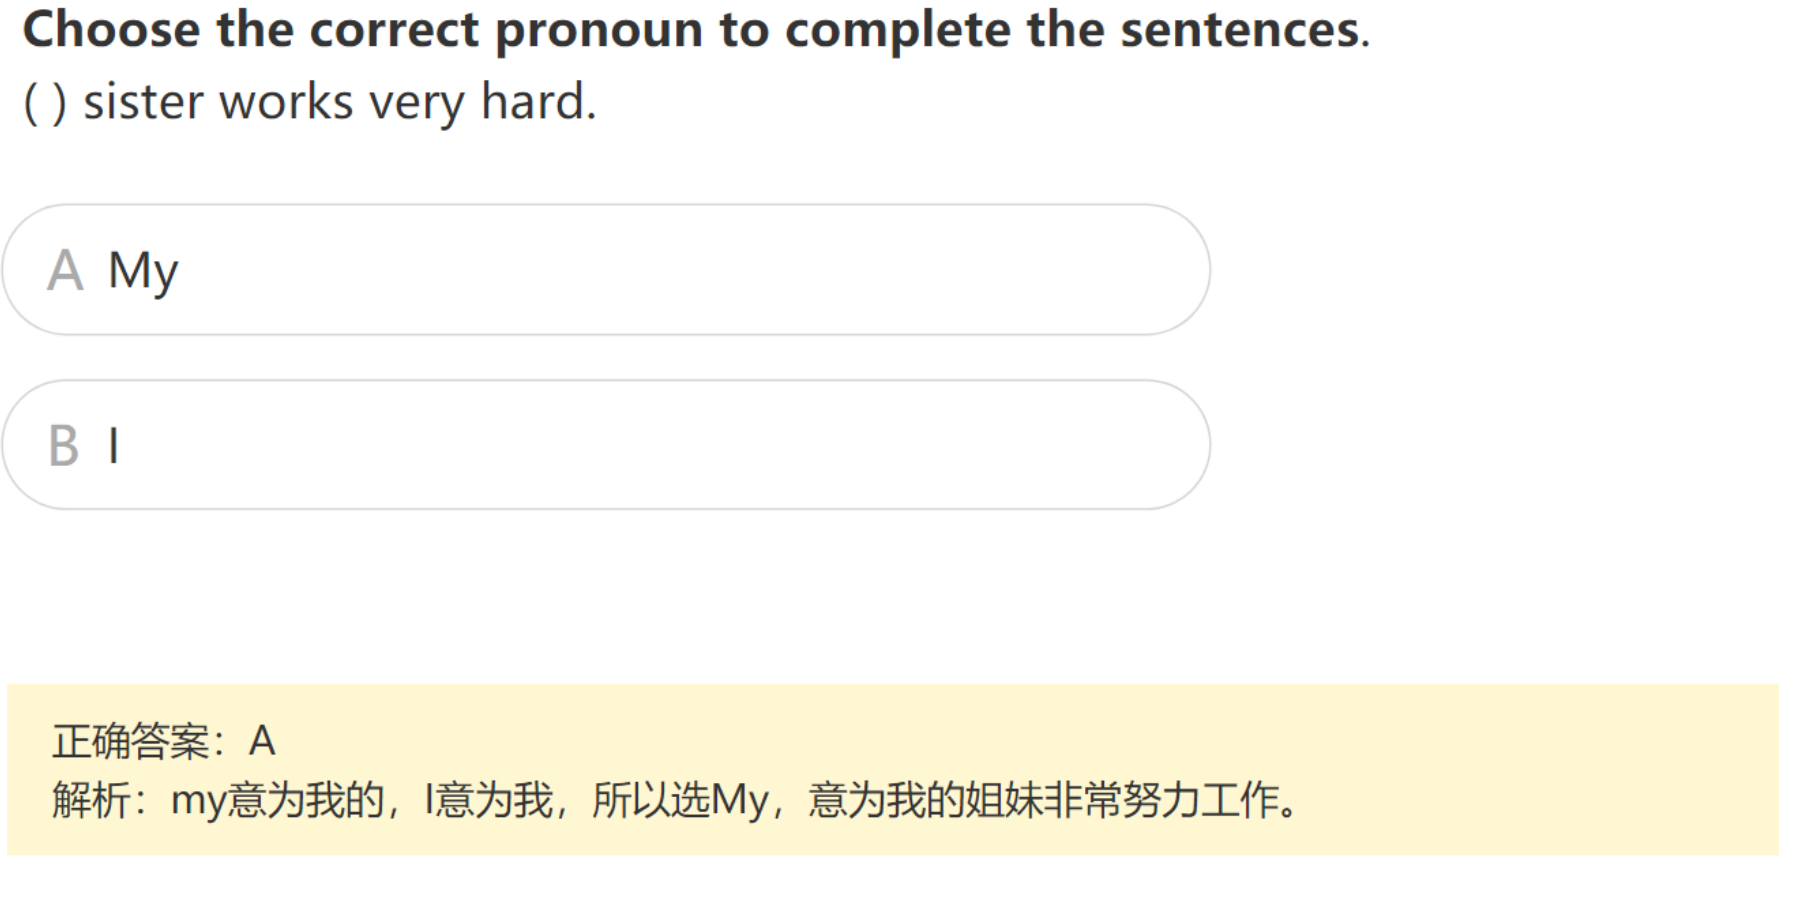 Choose the correct pronoun to complete the sentences.
( ) sister works very hard.
A My
B I
正确答案：A
解析：my意为我的，I意为我，所以选My，意为我的姐妹非常努力工作。